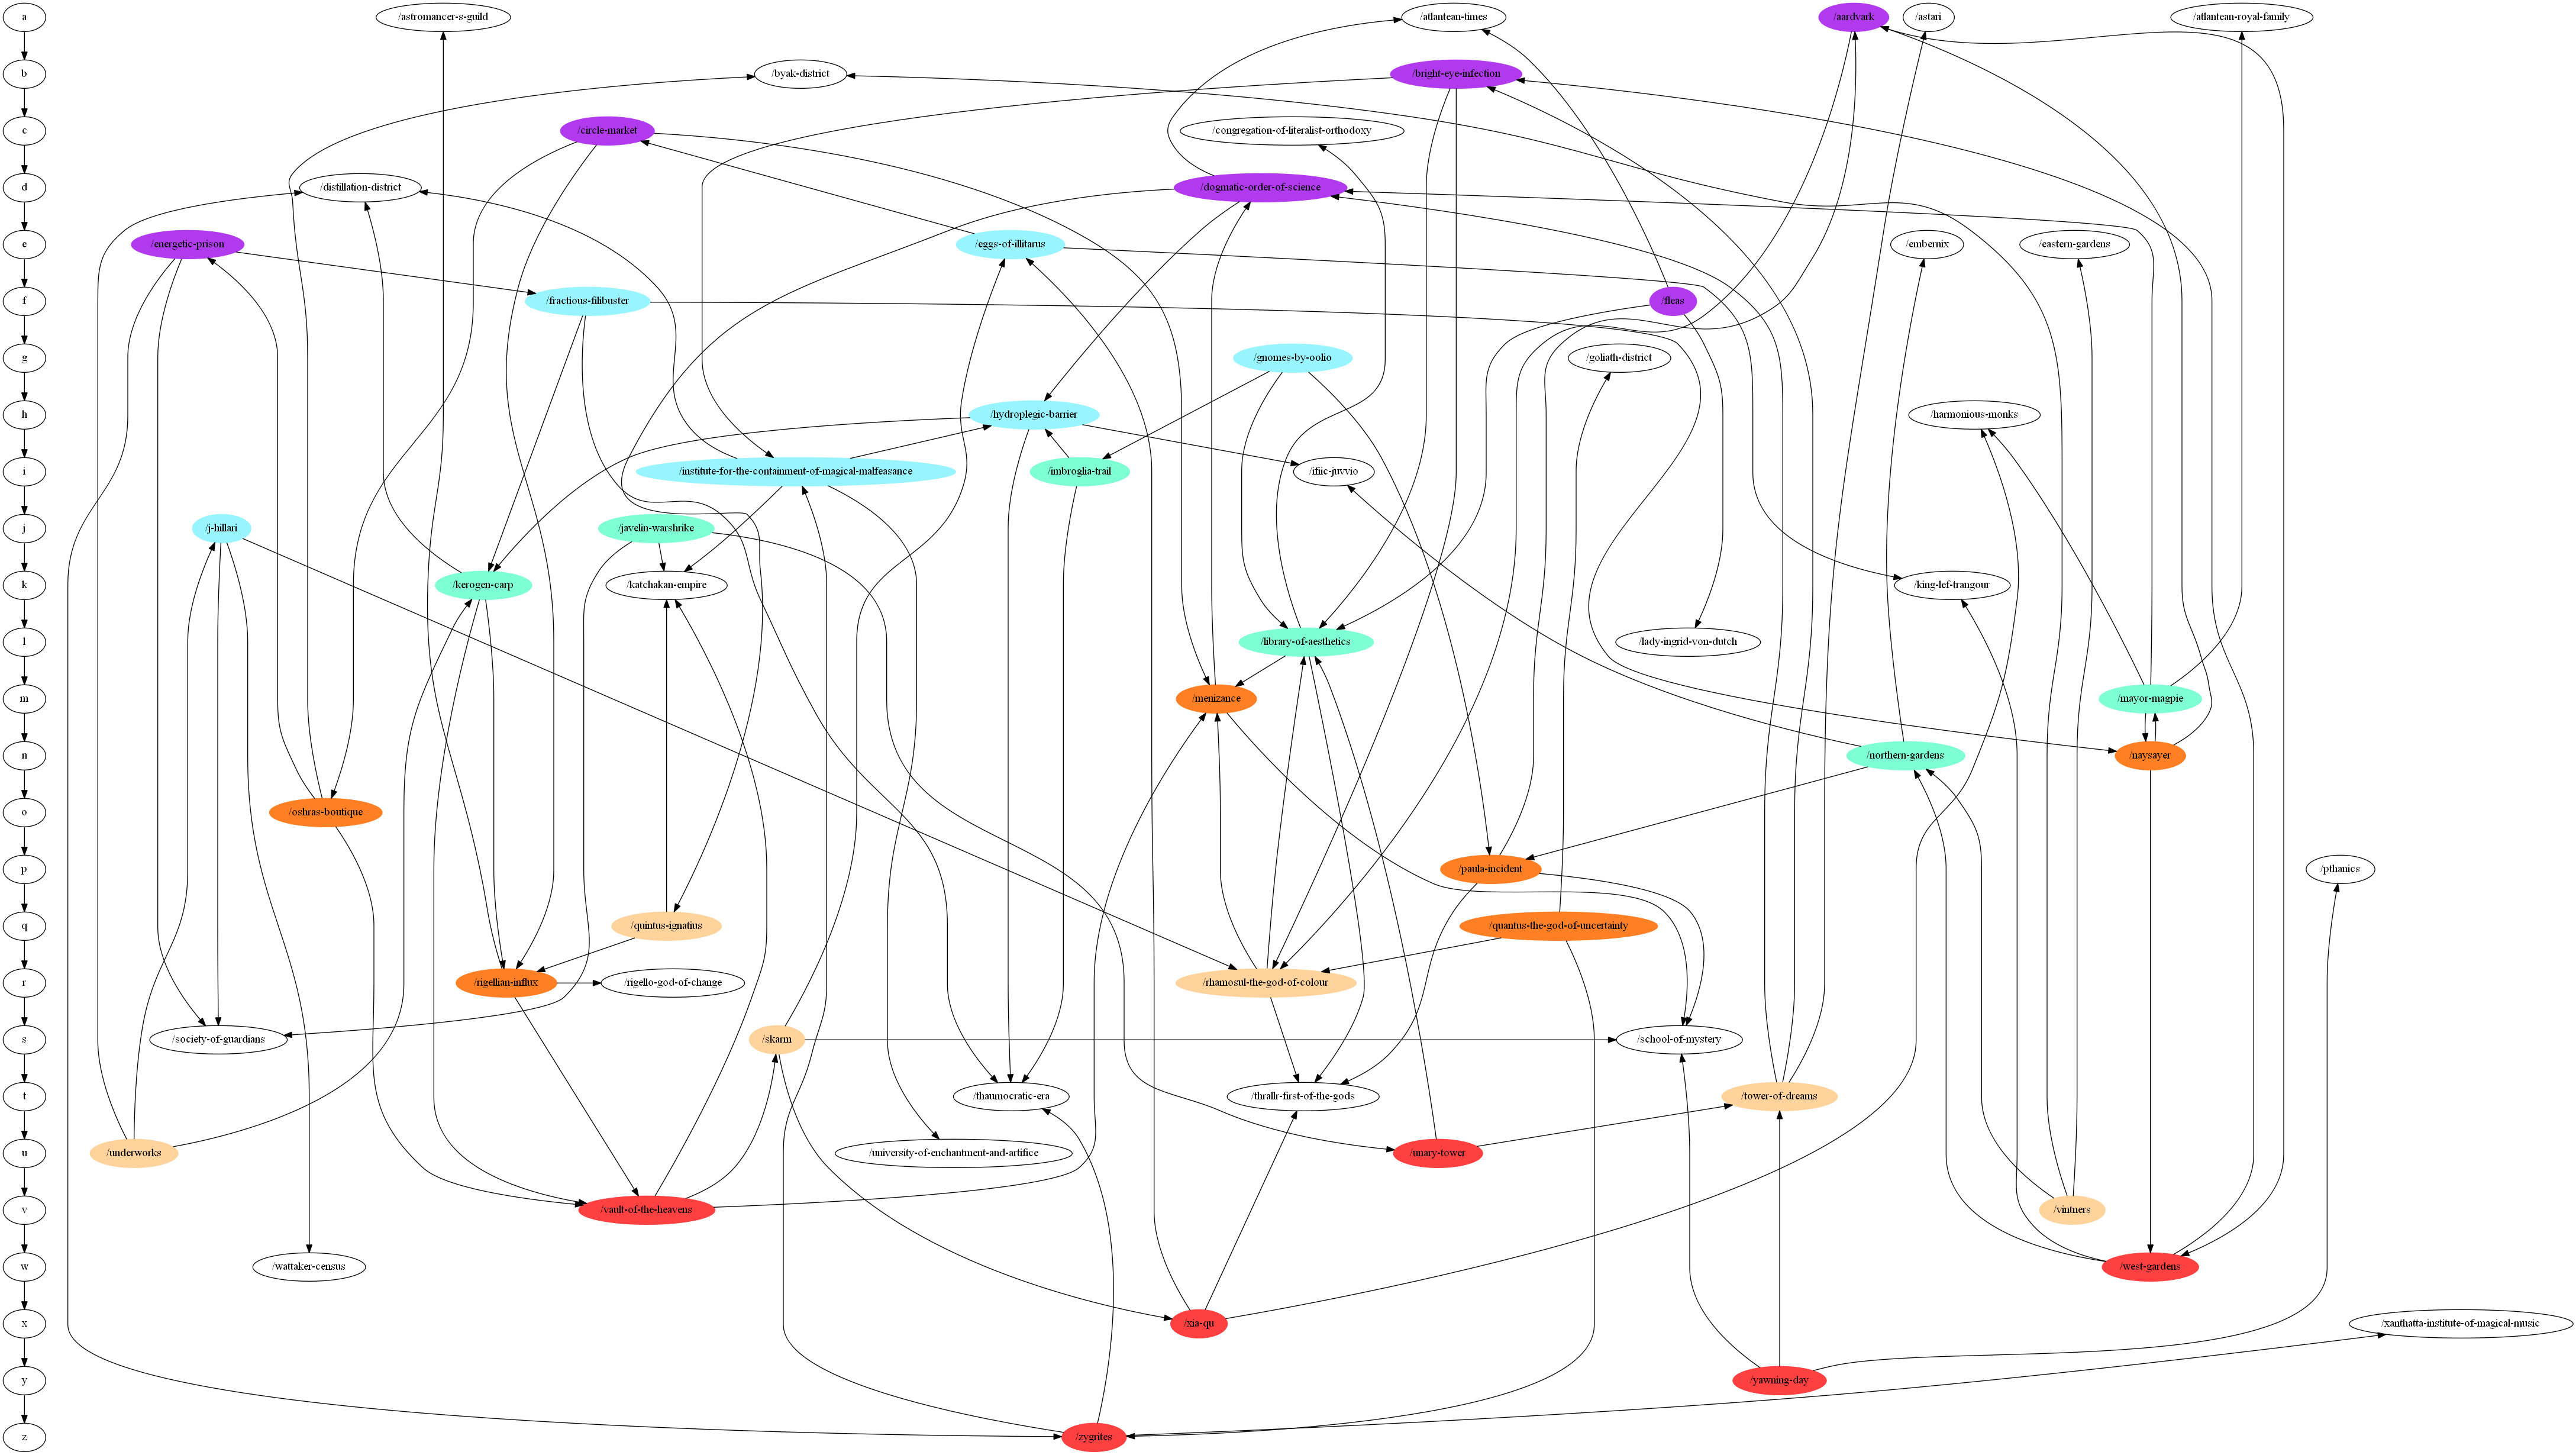 a
/astromancer-s-guild
/atlantean-times
/aardvark
/astari
/atlantean-royal-family
b
/byak-district
/bright-eye-infection
c
/circle-market
/congregation-of-literalist-orthodoxy
d
/distillation-district
/dogmatic-order-of-science
e
/energetic-prison
/eggs-of-illitarus
/embernix
/eastern-gardens
f
/fractious-filibuster
/fleas
g
/gnomes-by-oolio
/goliath-district
h
/hydroplegic-barrier
/harmonious-monks
i
/institute-for-the-containment-of-magical-malfeasance
/imbroglia-trail
/ifiic-juvvio
j
/j-hillari
/javelin-warshrike
k
/kerogen-carp
/katchakan-empire
/king-lef-trangour
l
/library-of-aesthetics
/lady-ingrid-von-dutch
m
/menizance
/mayor-magpie
n
/northern-gardens
/naysayer
o
/oshras-boutique
p
/paula-incident
/pthanics
q
/quintus-ignatius
/quantus-the-god-of-uncertainty
r
/rigellian-influx
/rigello-god-of-change
/rhamosul-the-god-of-colour
s
/society-of-guardians
/skarm
/school-of-mystery
t
/thaumocratic-era
/thrallr-first-of-the-gods
/tower-of-dreams
u
/underworks
/university-of-enchantment-and-artifice
/unary-tower
v
/vault-of-the-heavens
/vintners
w
/wattaker-census
/west-gardens
x
/xia-qu
/xanthatta-institute-of-magical-music
y
/yawning-day
z
/zygrites